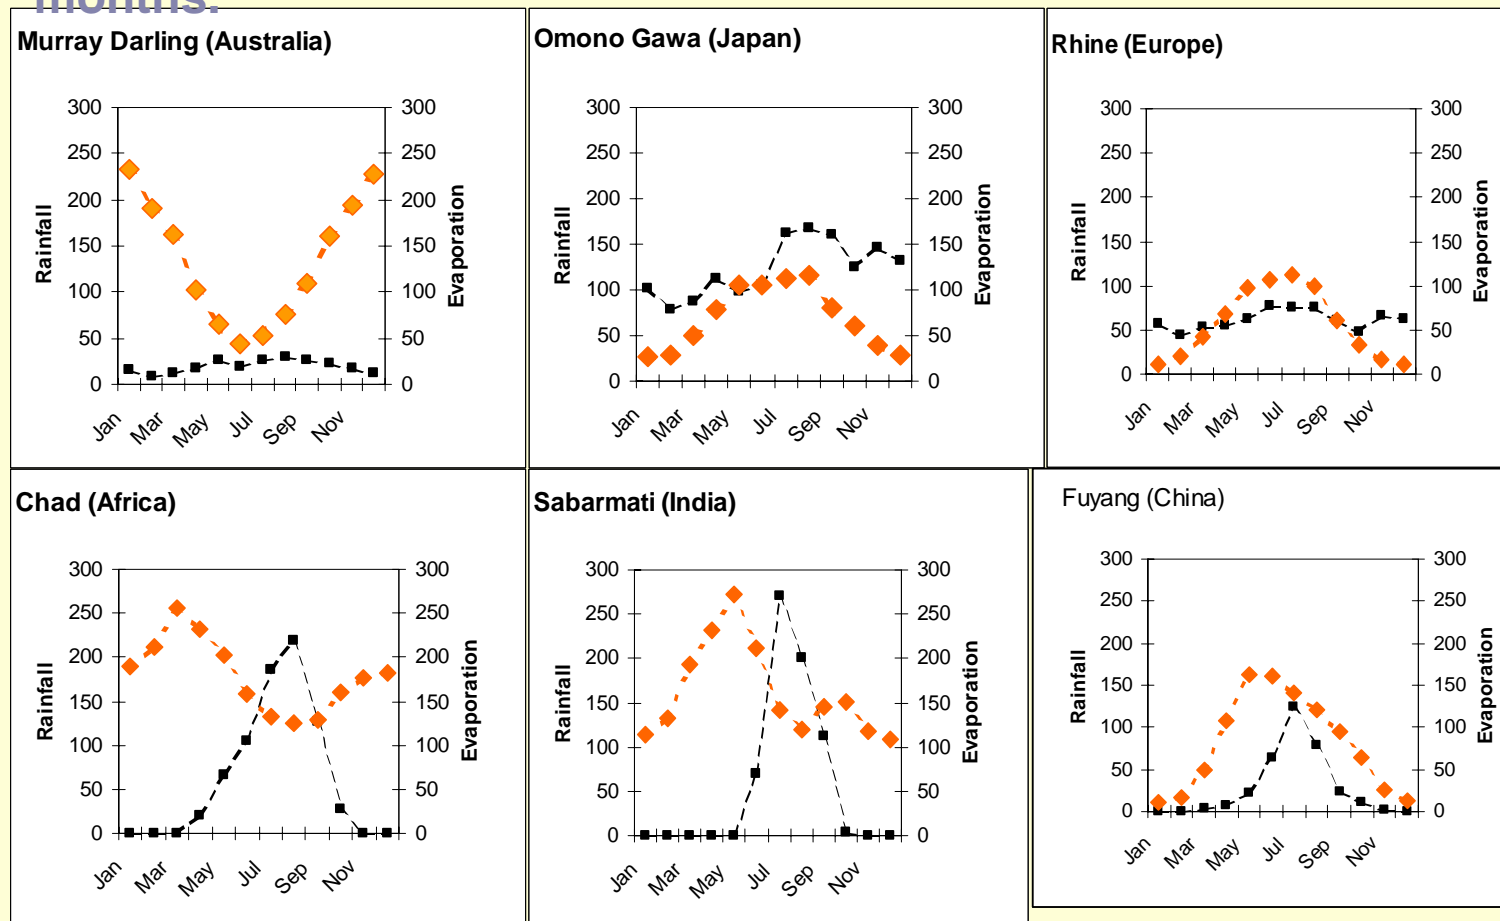 months.
Murray Darling (Australia)
300
250
200
150
100
50
0
Rainfall
300
250
200
150
100
50
0
Evaporation
Jan
Mar
May
Jul
Sep
Nov
Omono Gawa (Japan)
300
250
200
150
100
50
0
Rainfall
300
250
200
150
100
50
0
Evaporation
Jan
Mar
May
Jul
Sep
Nov
Rhine (Europe)
300
250
200
150
100
50
0
Rainfall
300
250
200
150
100
50
0
Evaporation
Jan
Mar
May
Jul
Sep
Nov
Chad (Africa)
300
250
200
150
100
50
0
Rainfall
300
250
200
150
100
50
0
Evaporation
Jan
Mar
May
Jul
Sep
Nov
Sabarmati (India)
300
250
200
150
100
50
0
Rainfall
300
250
200
150
100
50
0
Evaporation
Jan
Mar
May
Jul
Sep
Nov
Fuyang (China)
300
250
200
150
100
50
0
Rainfall
300
250
200
150
100
50
0
Evaporation
Jan
Mar
May
Jul
Sep
Nov